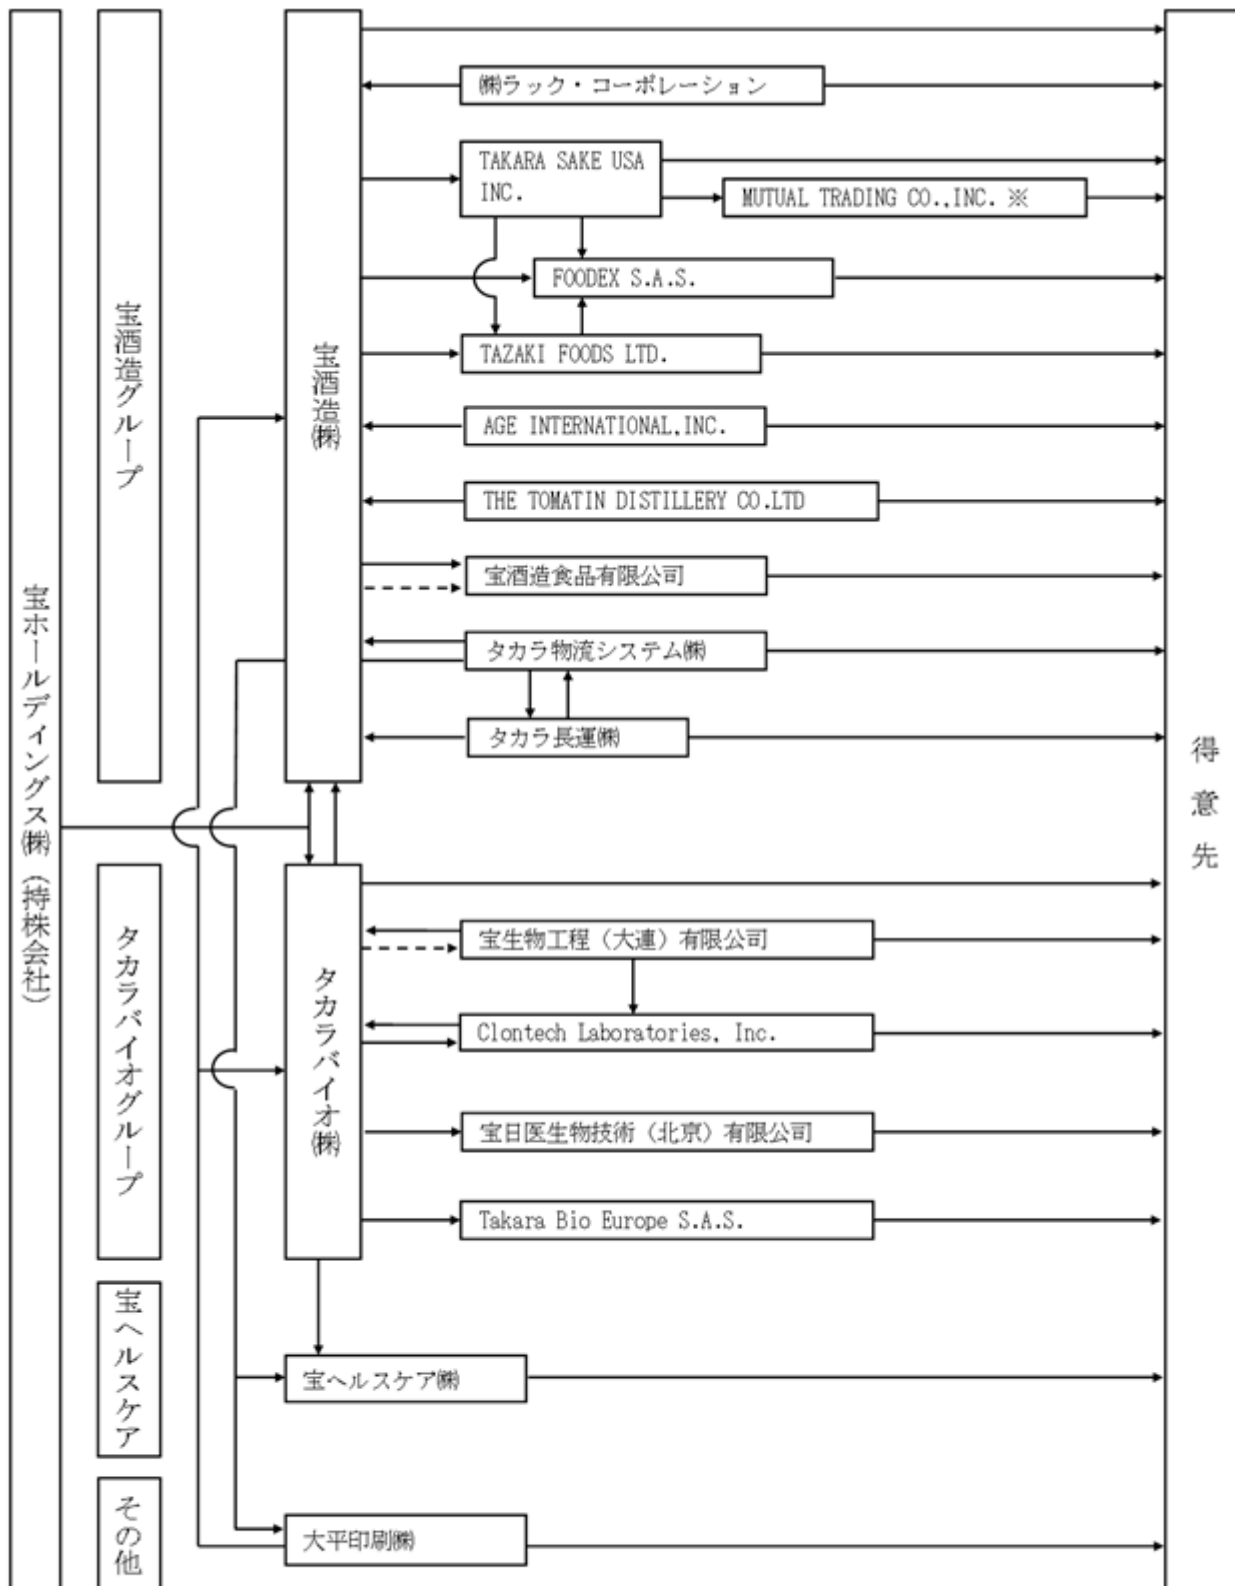 宝ホールディングス㈱（持株会社）
宝酒造グループ
宝酒造㈱
㈱ラック・コーポレーション
TAKARA SAKE USA
INC.
MUTUAL TRADING CO.,INC. ※
FOODEX S.A.S.
TAZAKI FOODS LTD.
AGE INTERNATIONAL,INC.
THE TOMATIN DISTILLERY CO.LTD
宝酒造食品有限公司
タカラ物流システム㈱
タカラ長運㈱
得意先
タカラバイオグループ
タカラバイオ㈱
宝生物工程（大連）有限公司
Clontech Laboratories, Inc.
宝日医生物技術（北京）有限公司
Takara Bio Europe S.A.S.
宝ヘルスケア
宝ヘルスケア㈱
その他
大平印刷㈱